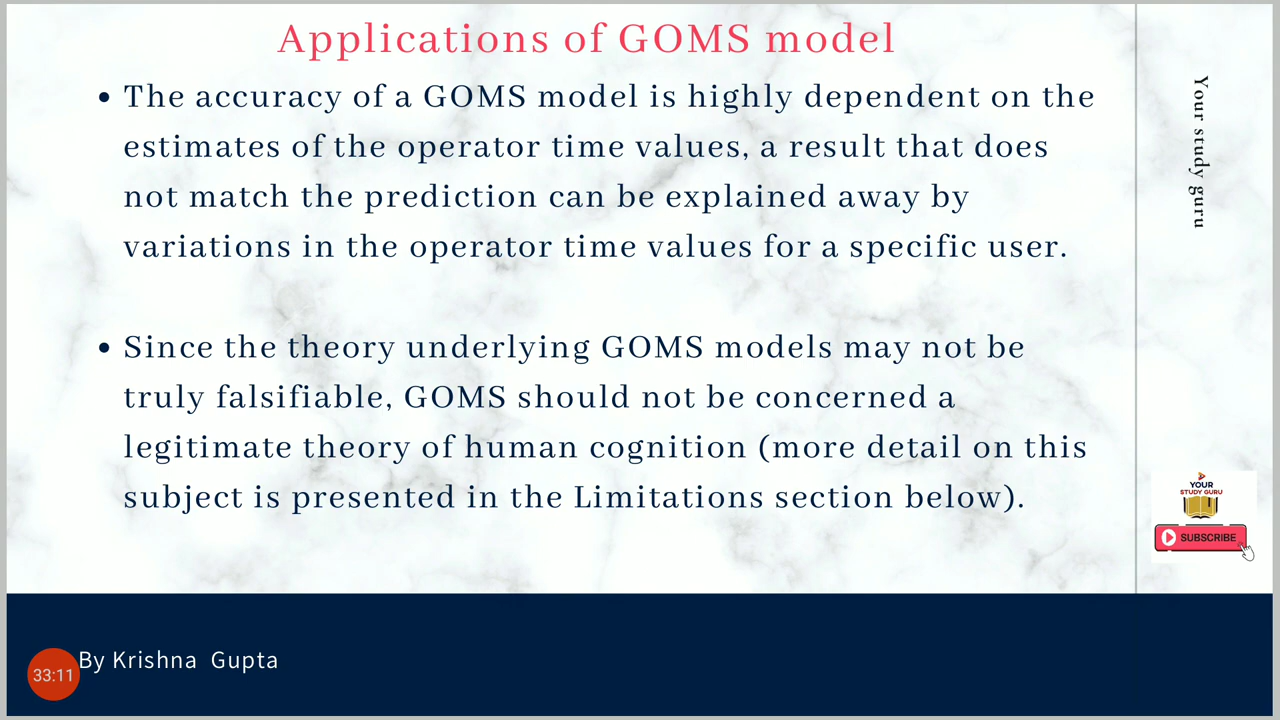 Applications of GOMS model
• The accuracy of a GOMS model is highly dependent on the
estimates of the operator time values, a result that does
not match the prediction can be explained away by
variations in the operator time values for a specific user.
• Since the theory underlying GOMS models may not be
truly falsifiable, GOMS should not be concerned a
legitimate theory of human cognition (more detail on this
subject is presented in the Limitations section below).
Your study guru
YOUR
STUDY GURU
SUBSCRIBE
By Krishna Gupta
33:11